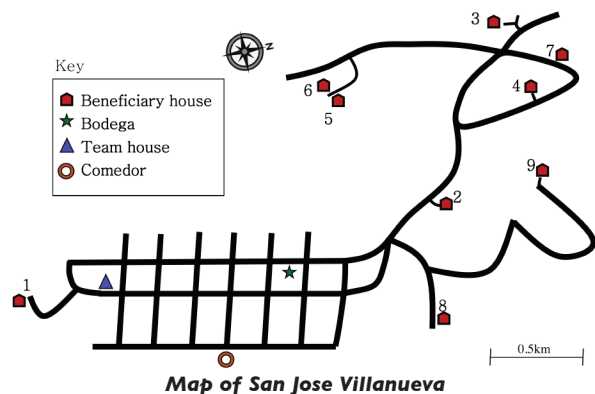 3
N
7
Key
4
6
5
Beneficiary house
Bodega
Team house
Comedor
9
2
1
8
0.5km
Map of San Jose Villanueva